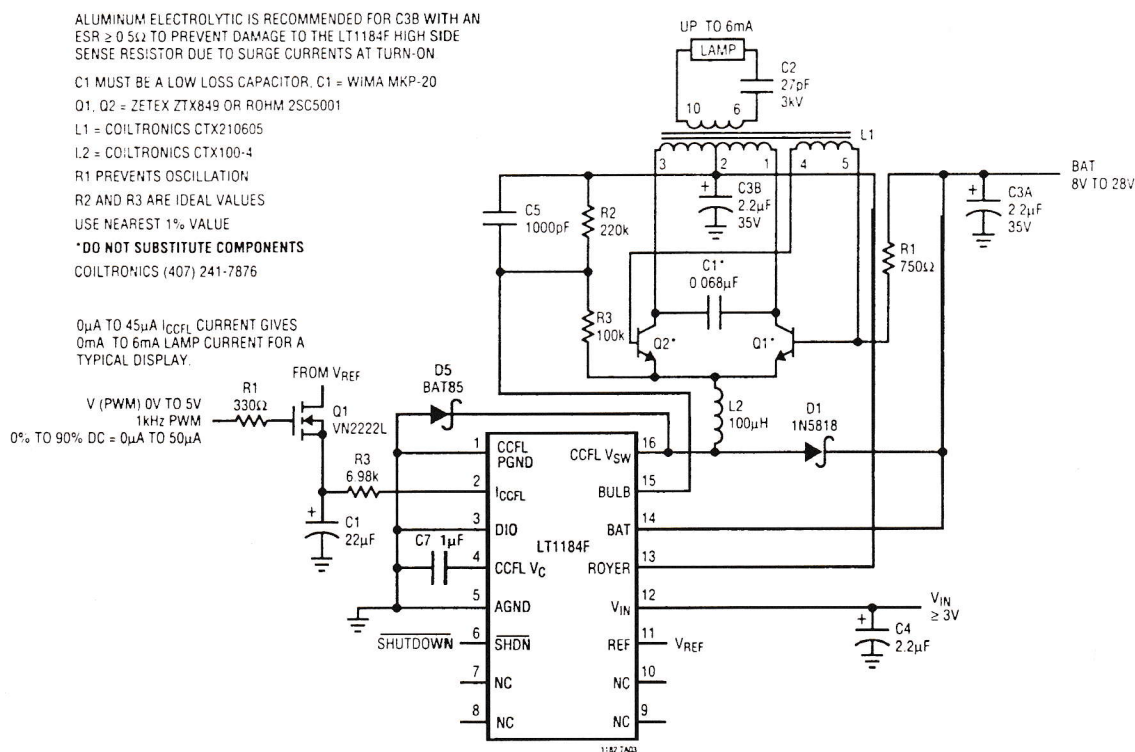 ALUMINUM ELECTROLYTIC IS RECOMMENDED FOR C3B WITH AN
ESR ≥ 0.5Ω TO PREVENT DAMAGE TO THE LT1184F HIGH SIDE
SENSE RESISTOR DUE TO SURGE CURRENTS AT TURN-ON
C1 MUST BE A LOW LOSS CAPACITOR, C1 = WIMA MKP-20
Q1, Q2 = ZETEX ZTX849 OR ROHM 2SC5001
L1 = COILTRONICS CTX210605
L2 = COILTRONICS CTX100-4
R1 PREVENTS OSCILLATION
R2 AND R3 ARE IDEAL VALUES
USE NEAREST 1% VALUE
*DO NOT SUBSTITUTE COMPONENTS
COILTRONICS (407) 241-7876
0µA TO 45µA ICCFL CURRENT GIVES
0mA TO 6mA LAMP CURRENT FOR A
TYPICAL DISPLAY.
UP TO 6mA
LAMP
C2
27pF
3kV
10
6
L1
3
2
1
4
5
BAT
8V TO 28V
C5
1000pF
R2
220k
+
C3B
2.2µF
35V
+
C3A
2.2µF
35V
R1
750Ω
C1*
0.068µF
R3
100k
Q2*
Q1*
L2
100µH
D1
1N5818
D5
BAT85
FROM VREF
V (PWM) 0V TO 5V
1kHz PWM
0% TO 90% DC = 0µA TO 50µA
R1
330Ω
Q1
VN2222L
R3
6.98k
+
C1
22µF
C7 1µF
SHUTDOWN
LT1184F
1 CCFL PGND
2 ICCFL
3 DIO
4 CCFL VC
5 AGND
6 SHDN
7 NC
8 NC
CCFL VSW 16
BULB 15
BAT 14
ROYER 13
VIN 12
REF 11
NC 10
NC 9
VREF
VIN
≥ 3V
+
C4
2.2µF
1182 TA03